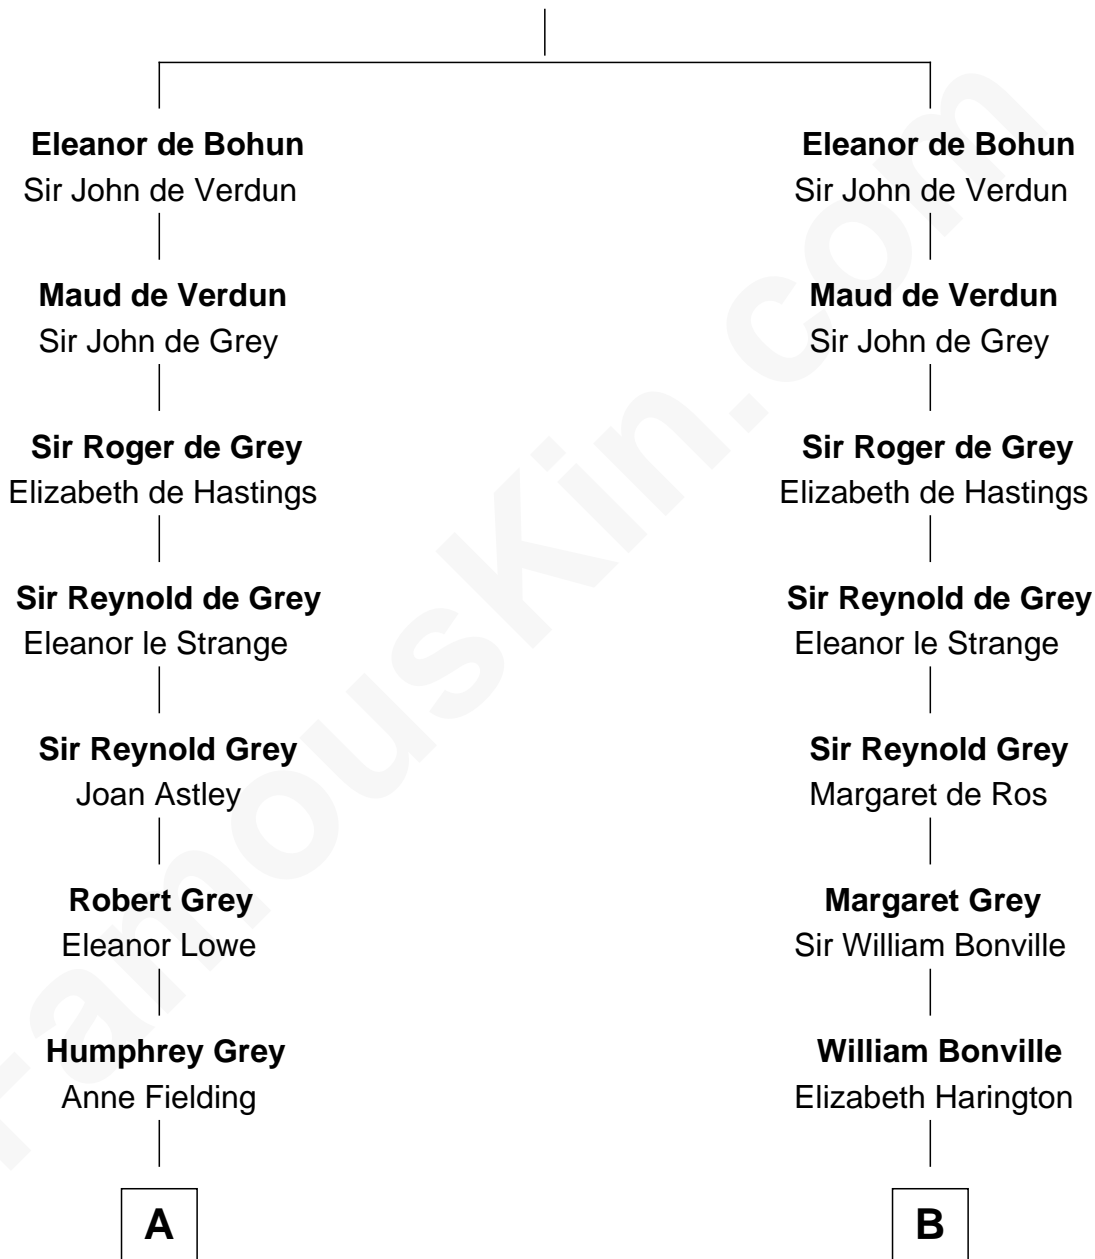 Eleanor de Bohun
Sir John de Verdun
Maud de Verdun
Sir John de Grey
Sir Roger de Grey
Elizabeth de Hastings
Sir Reynold de Grey
Eleanor le Strange
Sir Reynold Grey
Joan Astley
Robert Grey
Eleanor Lowe
Humphrey Grey
Anne Fielding
A
Eleanor de Bohun
Sir John de Verdun
Maud de Verdun
Sir John de Grey
Sir Roger de Grey
Elizabeth de Hastings
Sir Reynold de Grey
Eleanor le Strange
Sir Reynold Grey
Margaret de Ros
Margaret Grey
Sir William Bonville
William Bonville
Elizabeth Harington
B
FamousKin.com